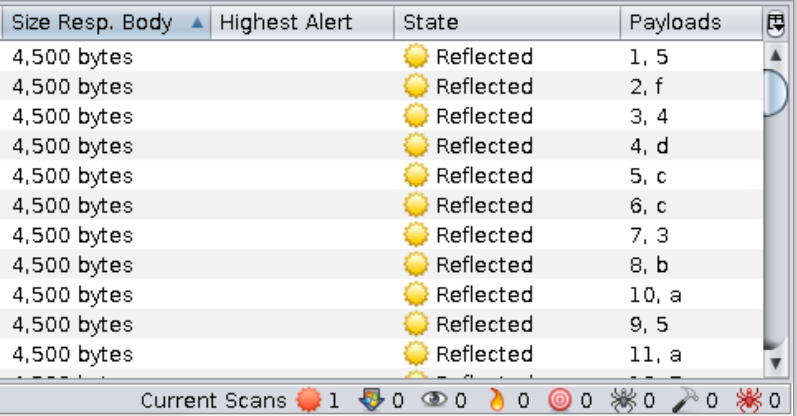 Size Resp. Body Highest Alert State Payloads
4,500 bytes Reflected 1, 5
4,500 bytes Reflected 2, f
4,500 bytes Reflected 3, 4
4,500 bytes Reflected 4, d
4,500 bytes Reflected 5, c
4,500 bytes Reflected 6, c
4,500 bytes Reflected 7, 3
4,500 bytes Reflected 8, b
4,500 bytes Reflected 10, a
4,500 bytes Reflected 9, 5
4,500 bytes Reflected 11, a
Current Scans 1 0 0 0 0 0 0 0